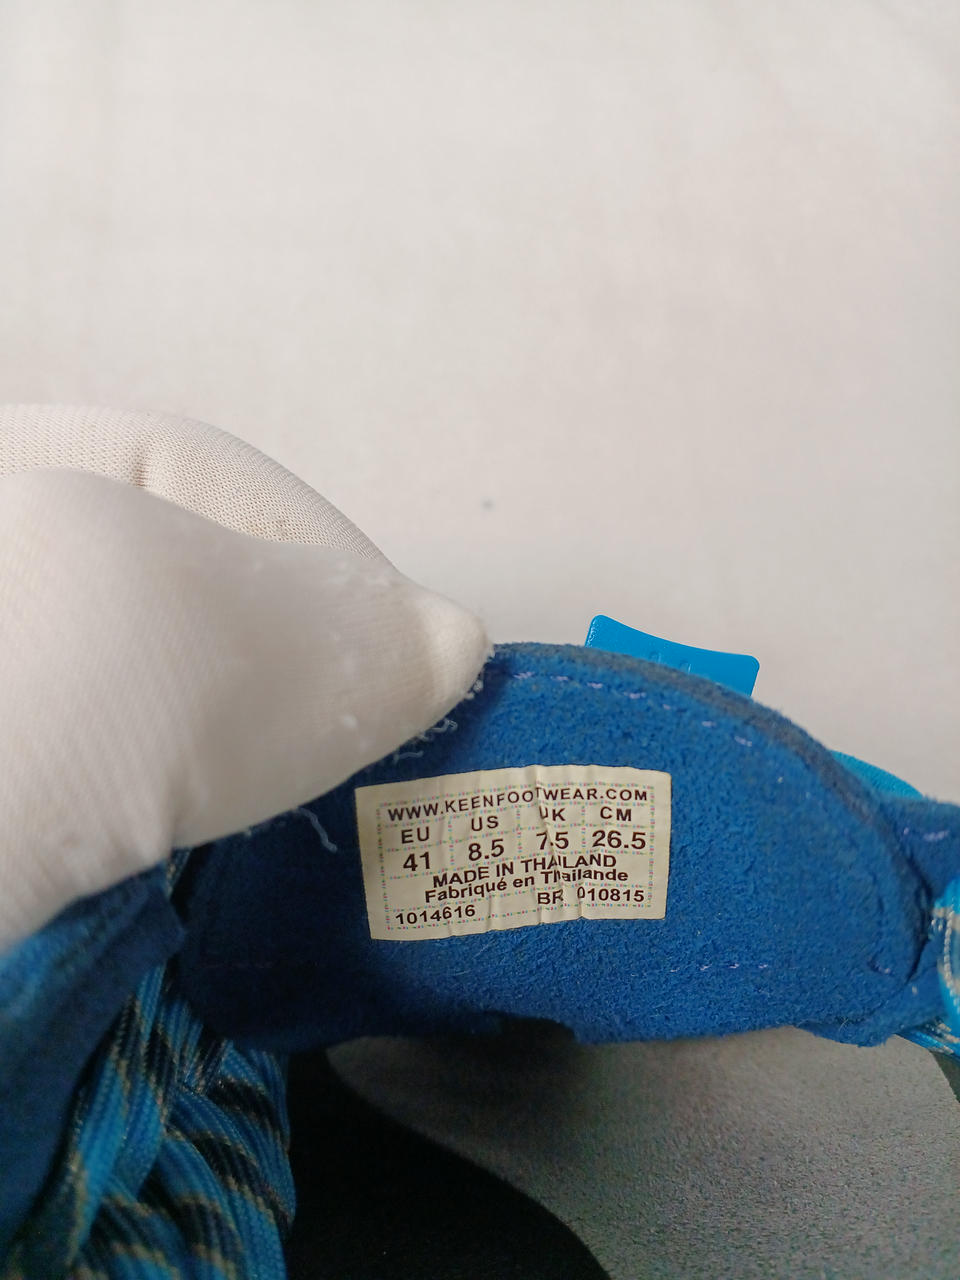 WWW.KEENFOOTWEAR.COM
EU US UK CM
41 8.5 7.5 26.5
MADE IN THAILAND
Fabriqué en Thaïlande
1014616 BR 010815